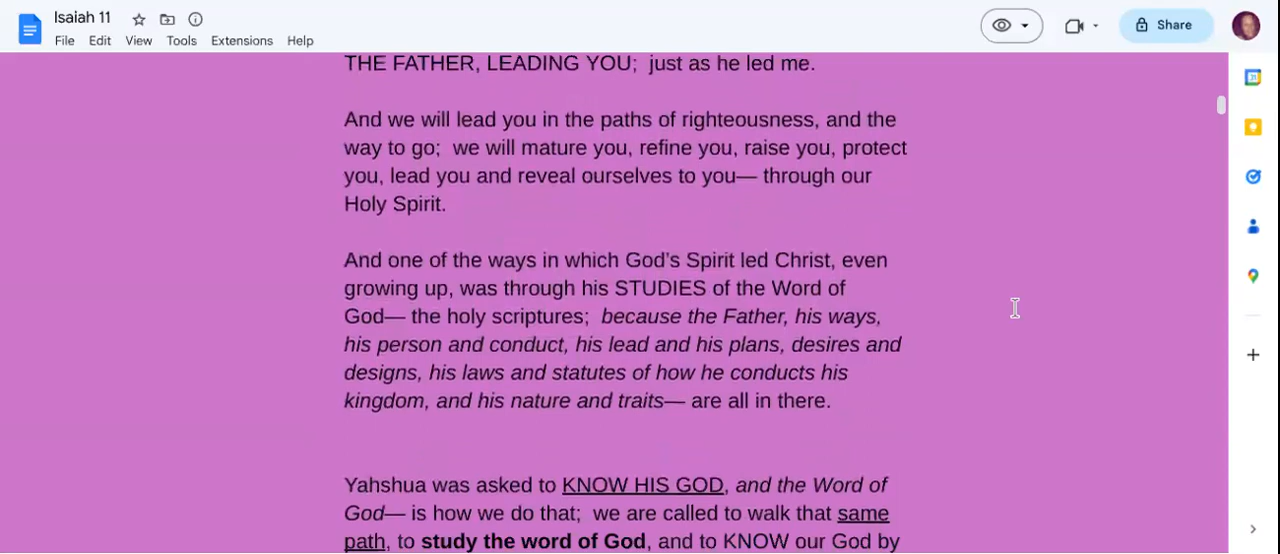 Isaiah 11
File Edit View Tools Extensions Help
Share
THE FATHER, LEADING YOU;  just as he led me.
And we will lead you in the paths of righteousness, and the
way to go;  we will mature you, refine you, raise you, protect
you, lead you and reveal ourselves to you— through our
Holy Spirit.
And one of the ways in which God's Spirit led Christ, even
growing up, was through his STUDIES of the Word of
God— the holy scriptures;  because the Father, his ways,
his person and conduct, his lead and his plans, desires and
designs, his laws and statutes of how he conducts his
kingdom, and his nature and traits— are all in there.
Yahshua was asked to KNOW HIS GOD, and the Word of
God— is how we do that;  we are called to walk that same
path, to study the word of God, and to KNOW our God by